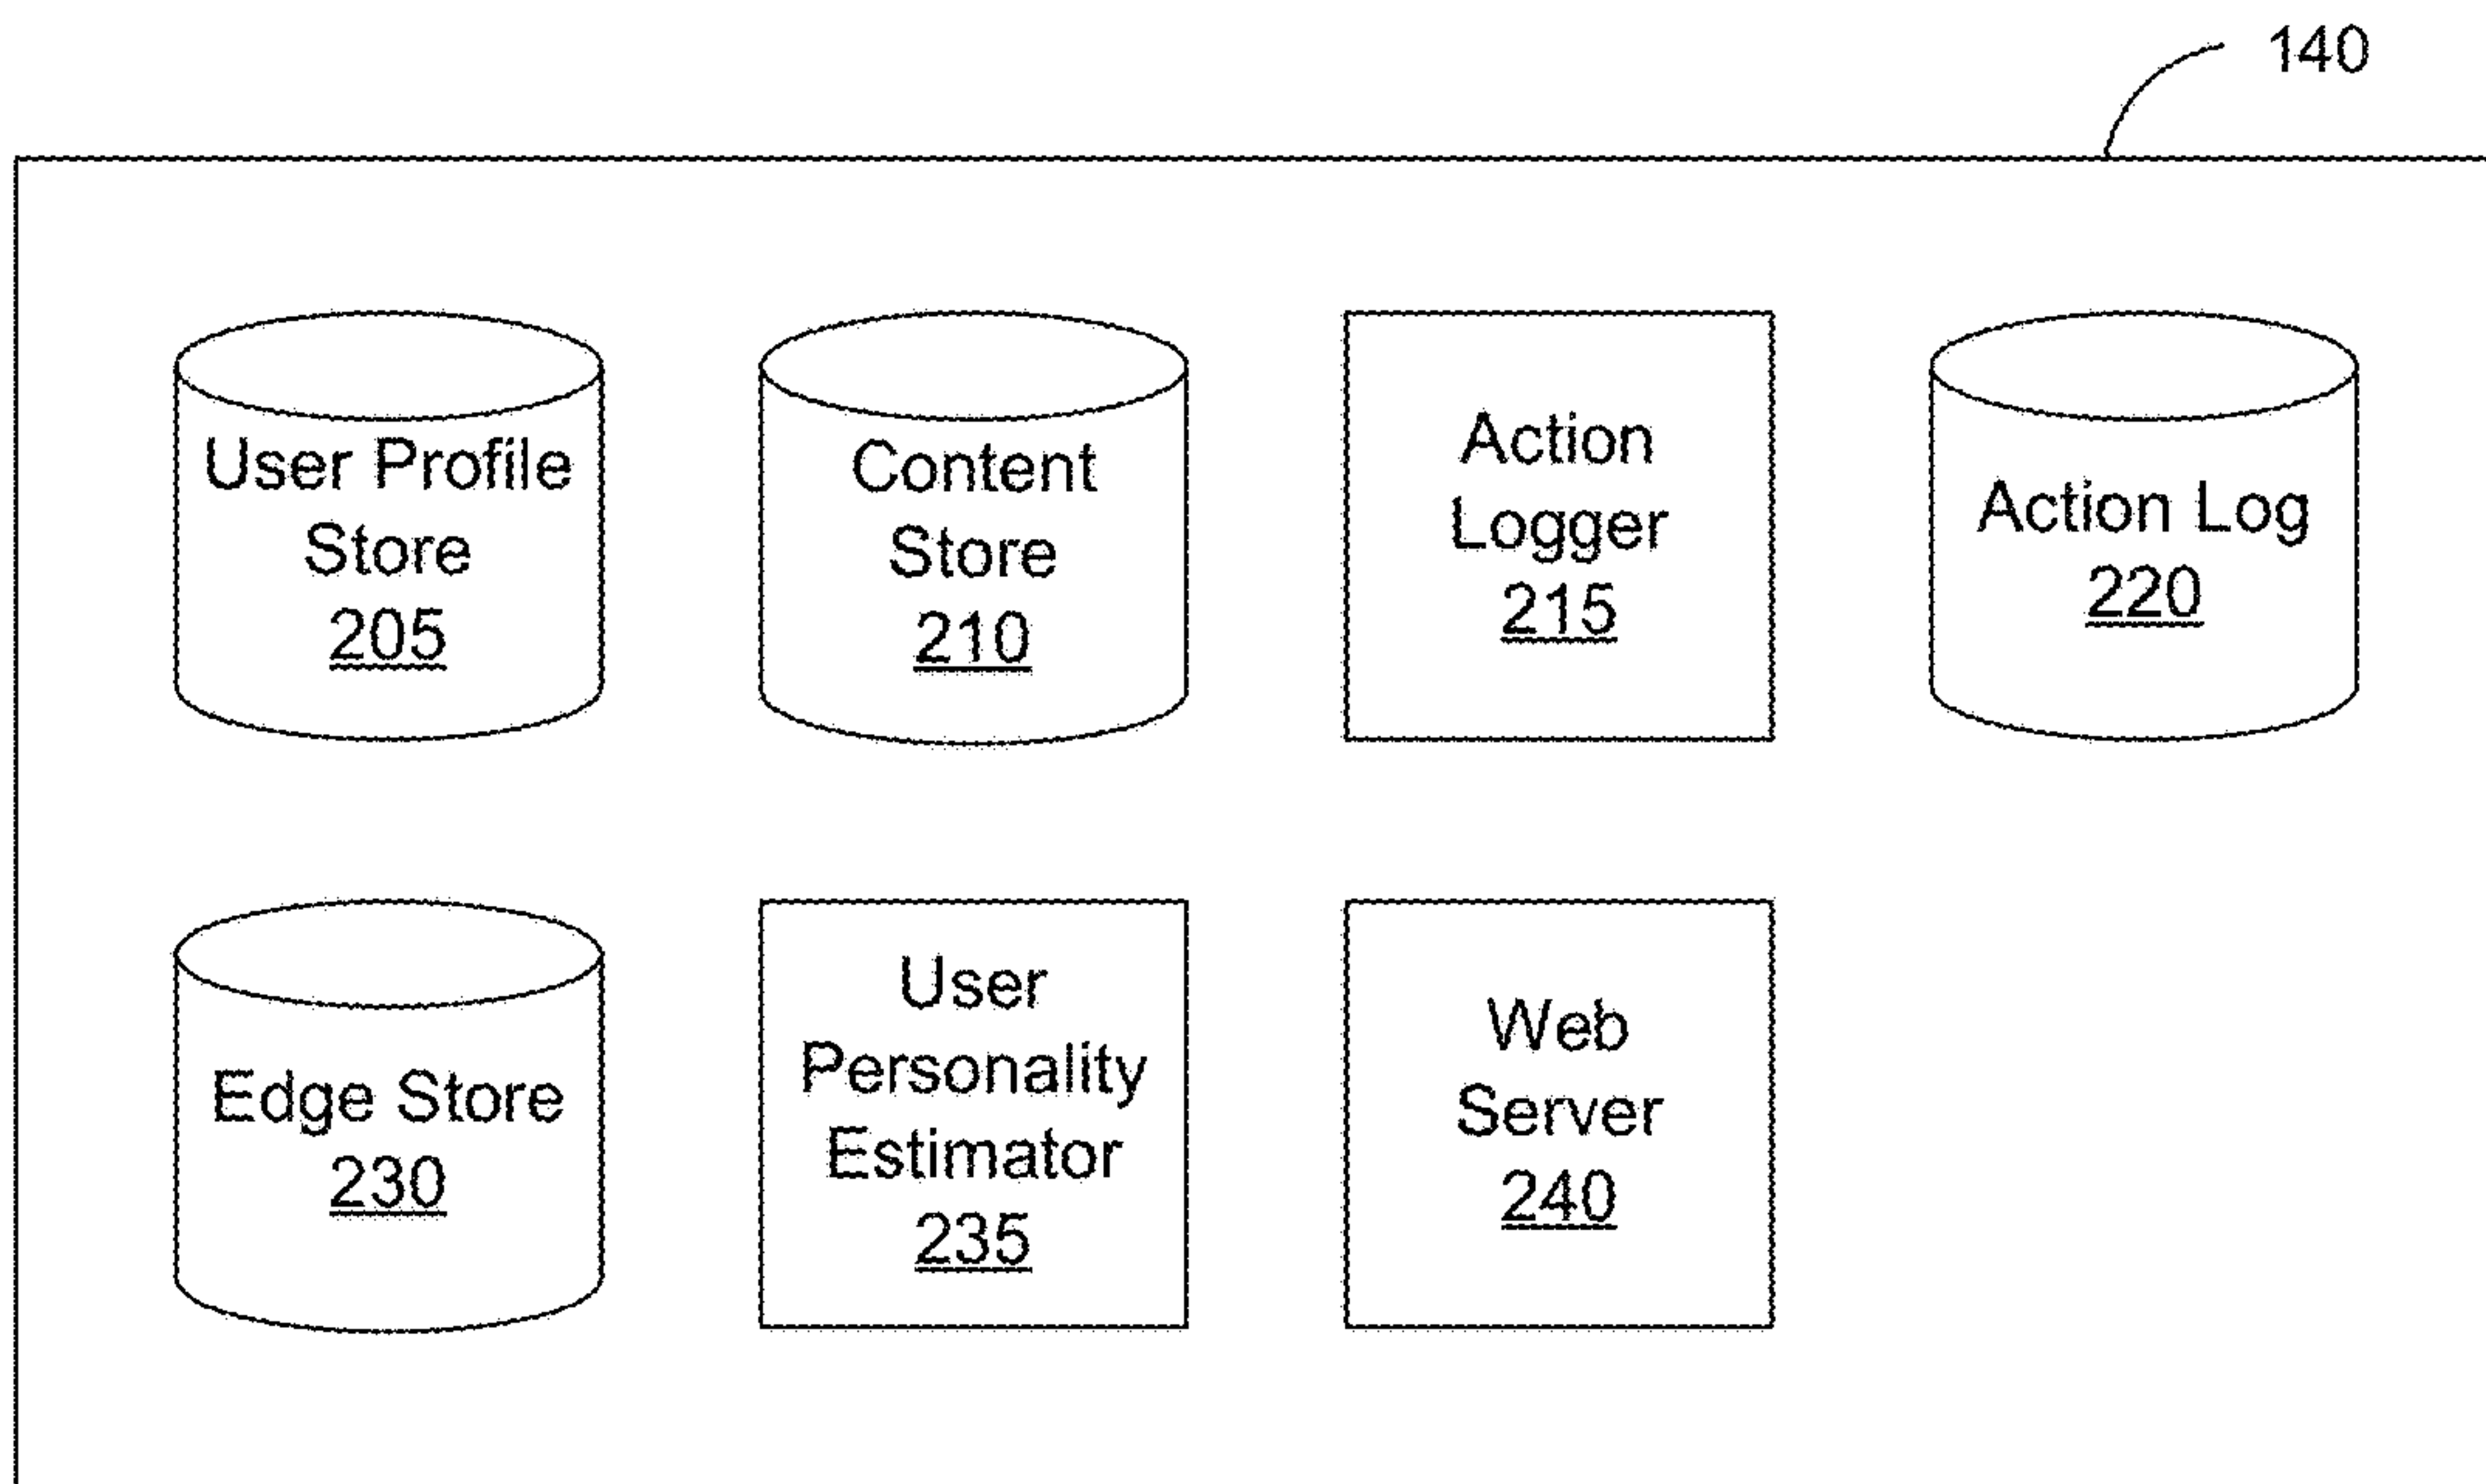 140
User Profile
Store
205
Content
Store
210
Action
Logger
215
Action Log
220
Edge Store
230
User
Personality
Estimator
235
Web
Server
240